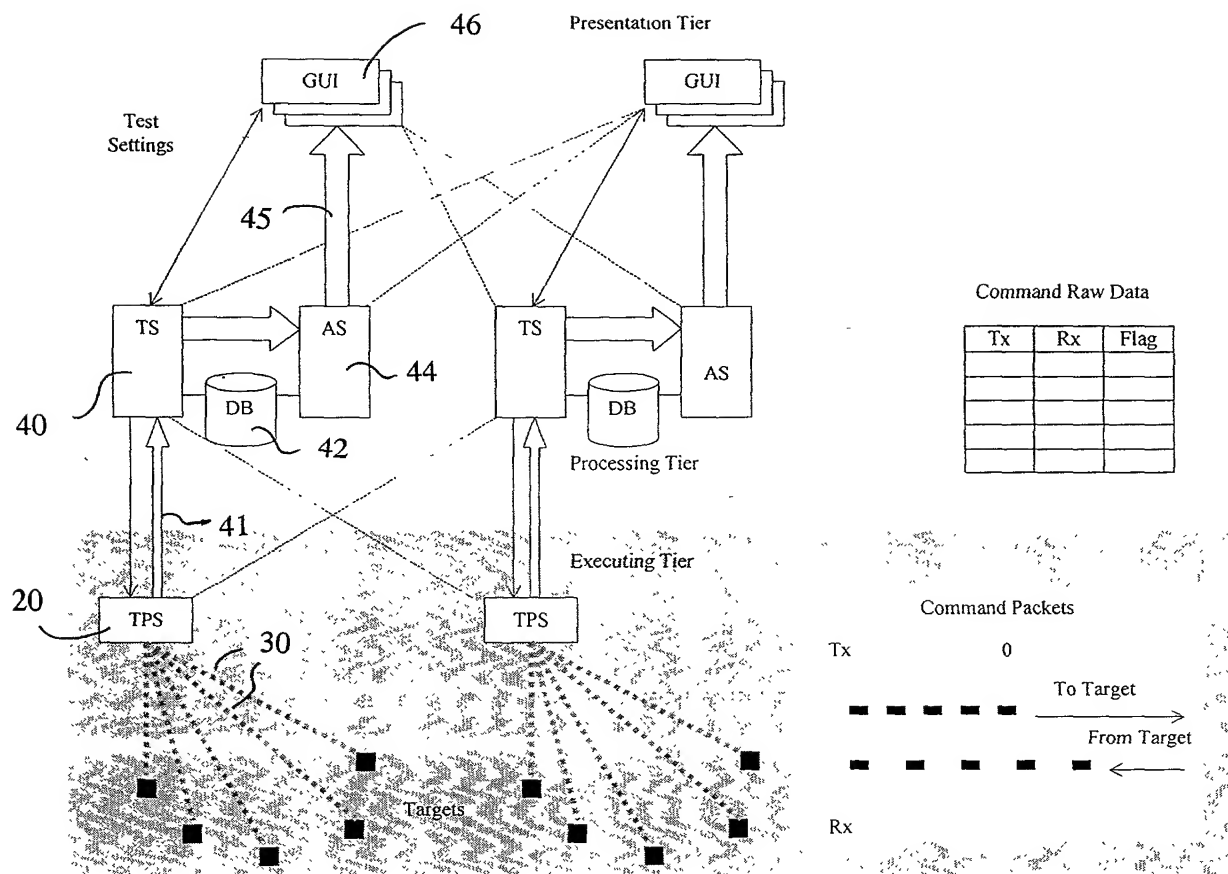 46
Presentation Tier
GUI
GUI
Test
Settings
45
TS
AS
TS
AS
Command Raw Data
Tx Rx Flag
40
DB
42
44
DB
Processing Tier
41
Executing Tier
20
TPS
TPS
30
Command Packets
Tx 0
To Target
From Target
Targets
Rx